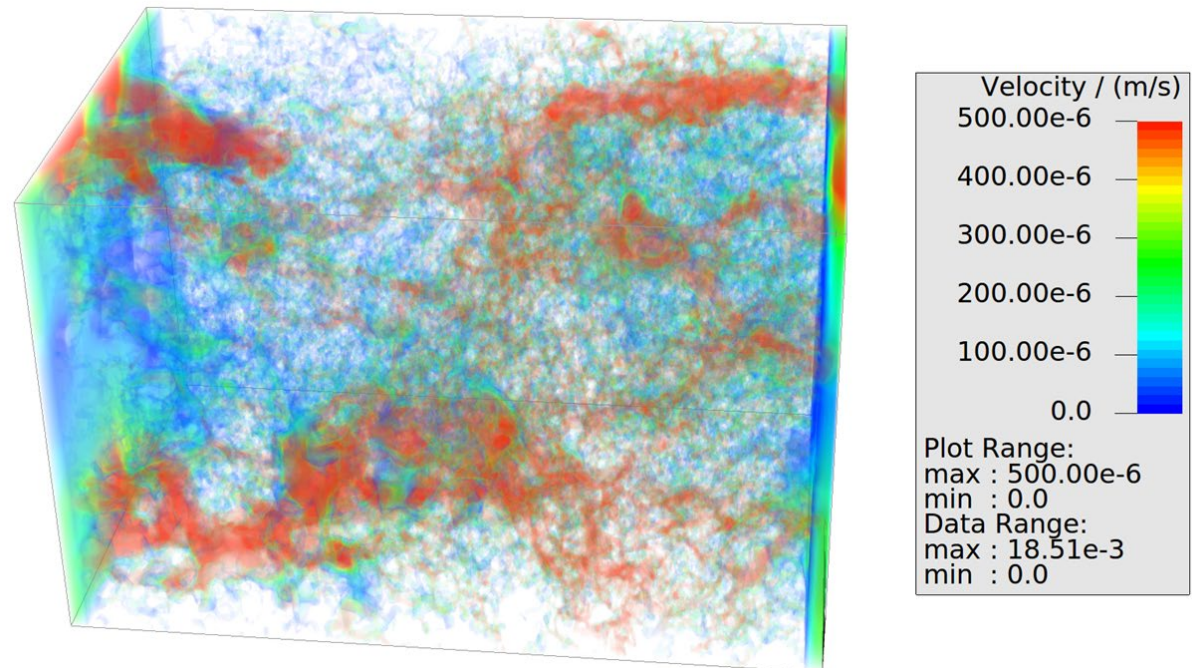 Velocity / (m/s)
500.00e-6
400.00e-6
300.00e-6
200.00e-6
100.00e-6
0.0
Plot Range:
max : 500.00e-6
min : 0.0
Data Range:
max : 18.51e-3
min : 0.0